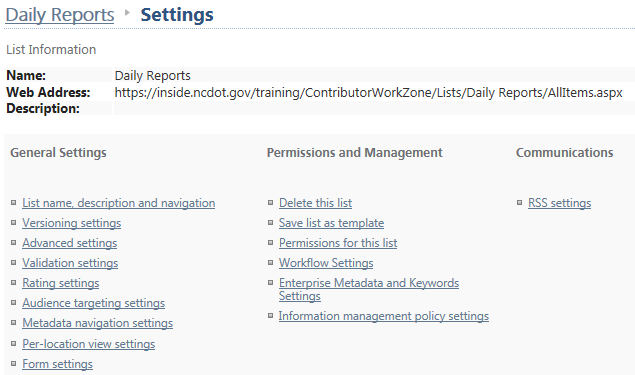 Daily Reports Settings
List Information
Name: Daily Reports
Web Address: https://inside.ncdot.gov/training/ContributorWorkZone/Lists/Daily Reports/AllItems.aspx
Description:
General Settings
List name, description and navigation
Versioning settings
Advanced settings
Validation settings
Rating settings
Audience targeting settings
Metadata navigation settings
Per-location view settings
Form settings
Permissions and Management
Delete this list
Save list as template
Permissions for this list
Workflow Settings
Enterprise Metadata and Keywords
Settings
Information management policy settings
Communications
RSS settings